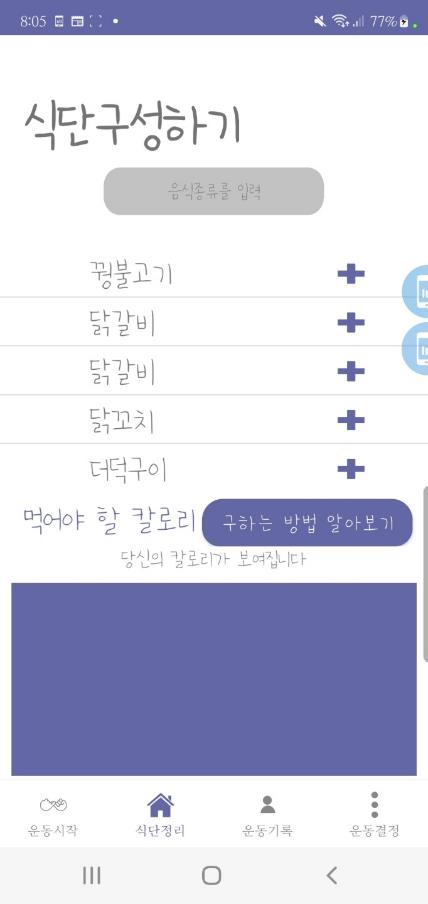 8:05 77%
식단구성하기
음식종류를 입력
꿩불고기
닭갈비
닭갈비
닭꼬치
더덕구이
먹어야 할 칼로리 구하는 방법 알아보기
당신의 칼로리가 보여집니다
운동시작 식단정리 운동기록 운동결정